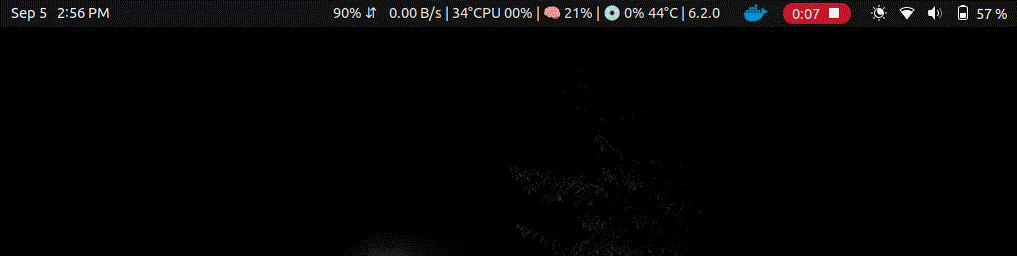 Sep 5 2:56 PM 90% ⇵ 0.00 B/s | 34°CPU 00% | 🧠 21% | 💿 0% 44°C | 6.2.0 0:07 57 %